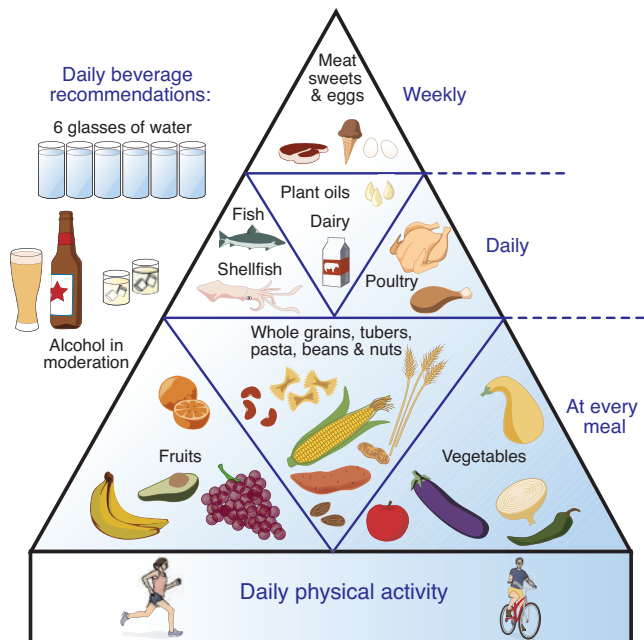 Daily beverage
recommendations:
6 glasses of water
Alcohol in
moderation
Meat
sweets
& eggs
Weekly
Plant oils
Fish
Dairy
Shellfish
Poultry
Daily
Whole grains, tubers,
pasta, beans & nuts
Fruits
Vegetables
At every
meal
Daily physical activity